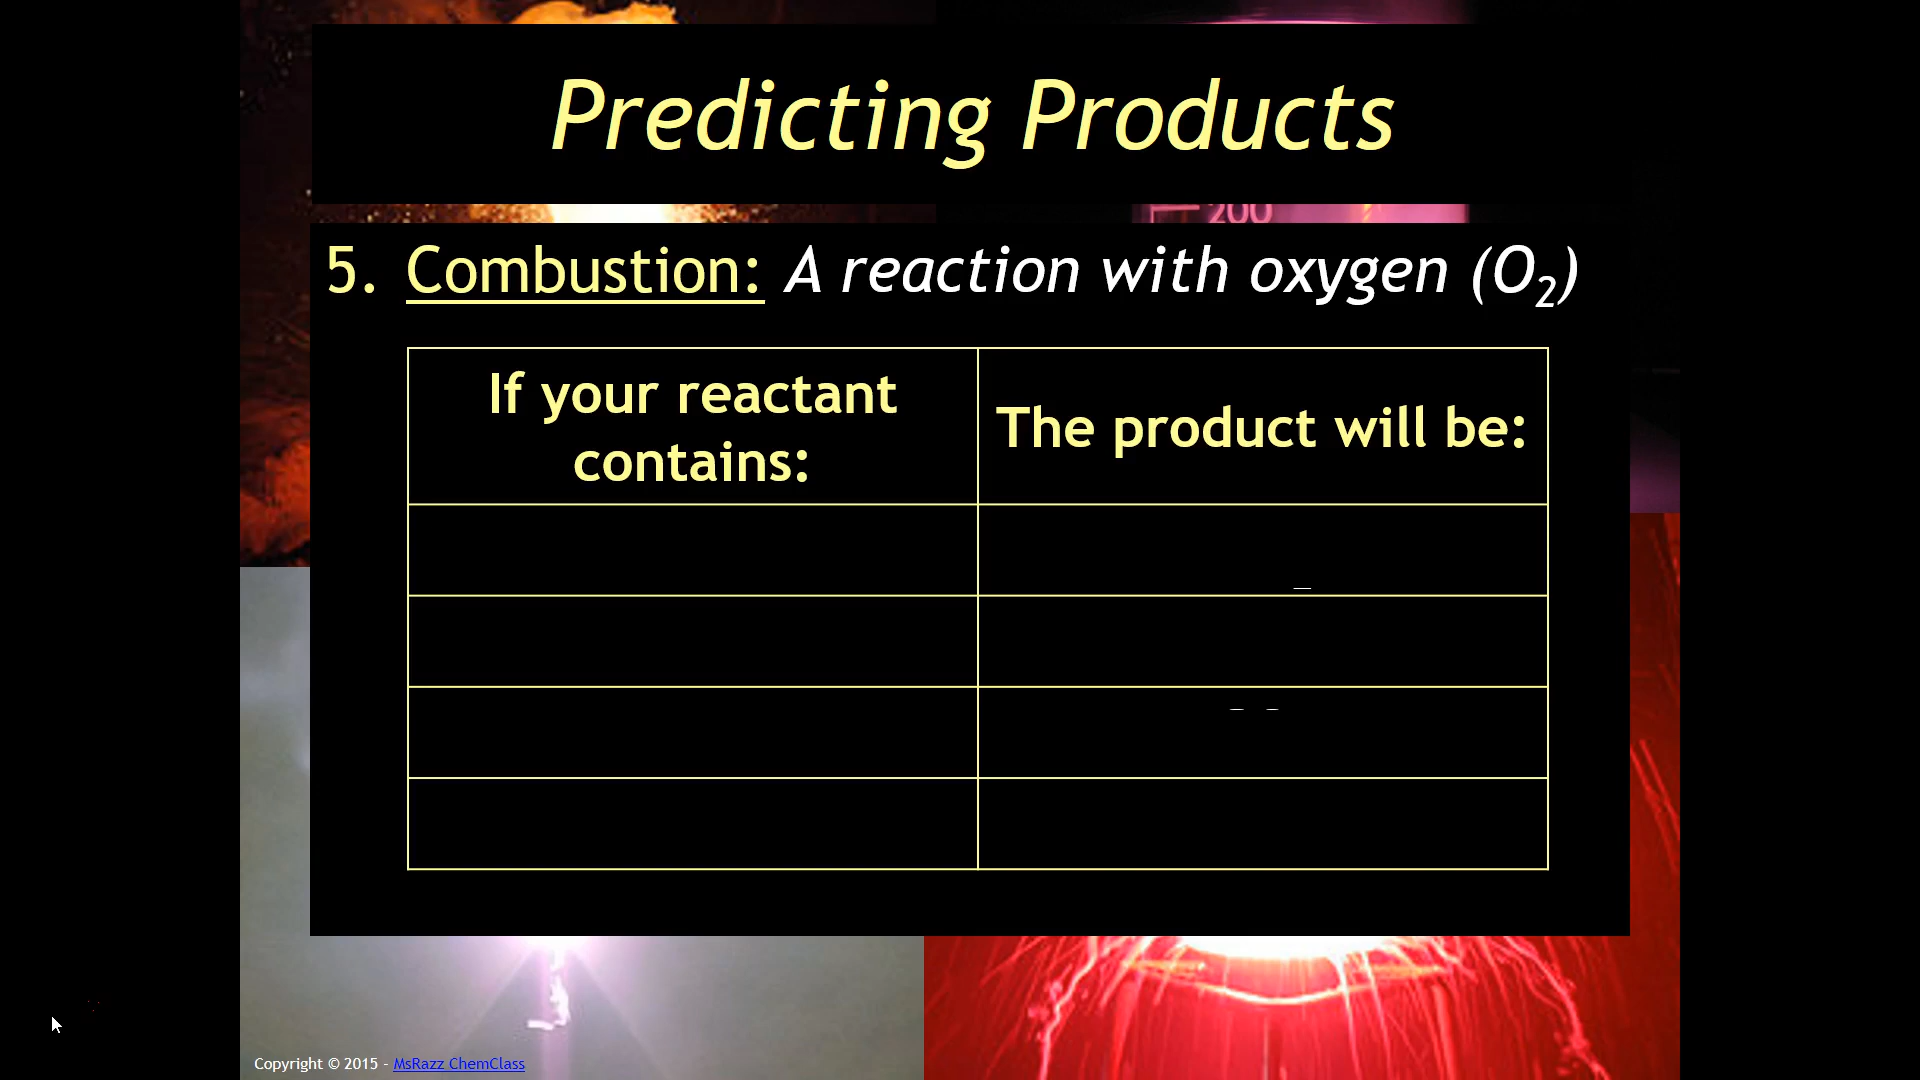 Predicting Products
200
5. Combustion: A reaction with oxygen (O₂)
If your reactant
contains:
The product will be:
Copyright © 2015 - MsRazz ChemClass